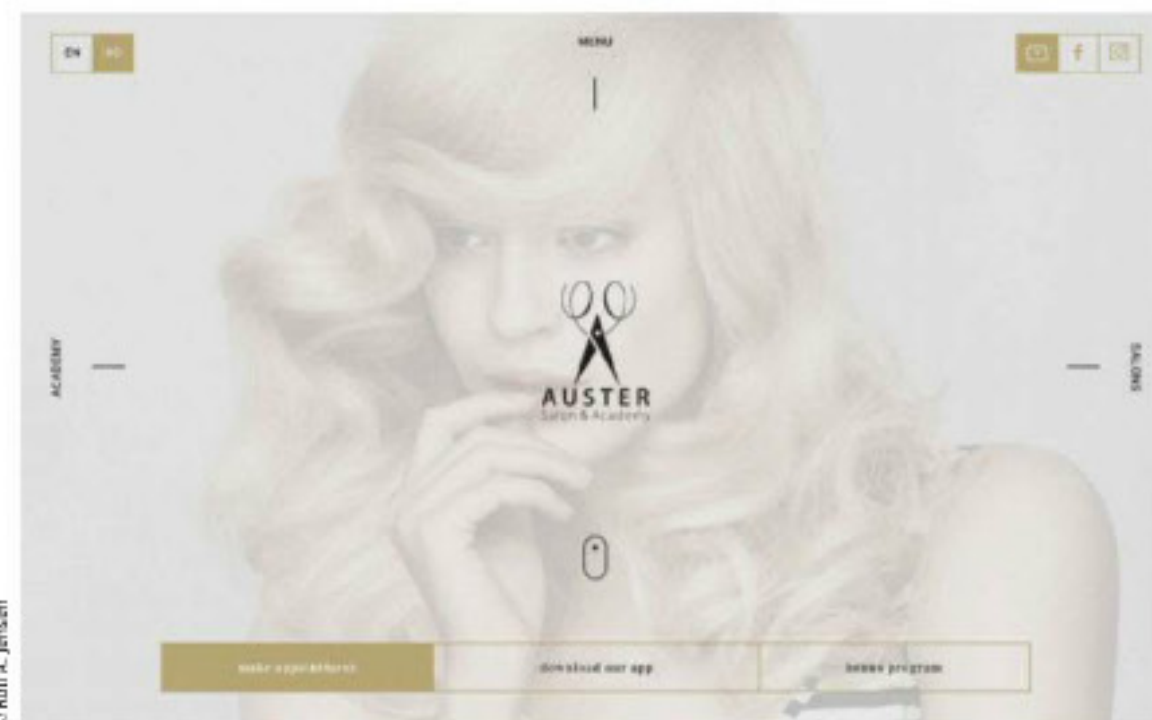 EN
MENU
ACADEMY
SALONS
AUSTER
Salon & Academy
make appointment
download our app
bonus program